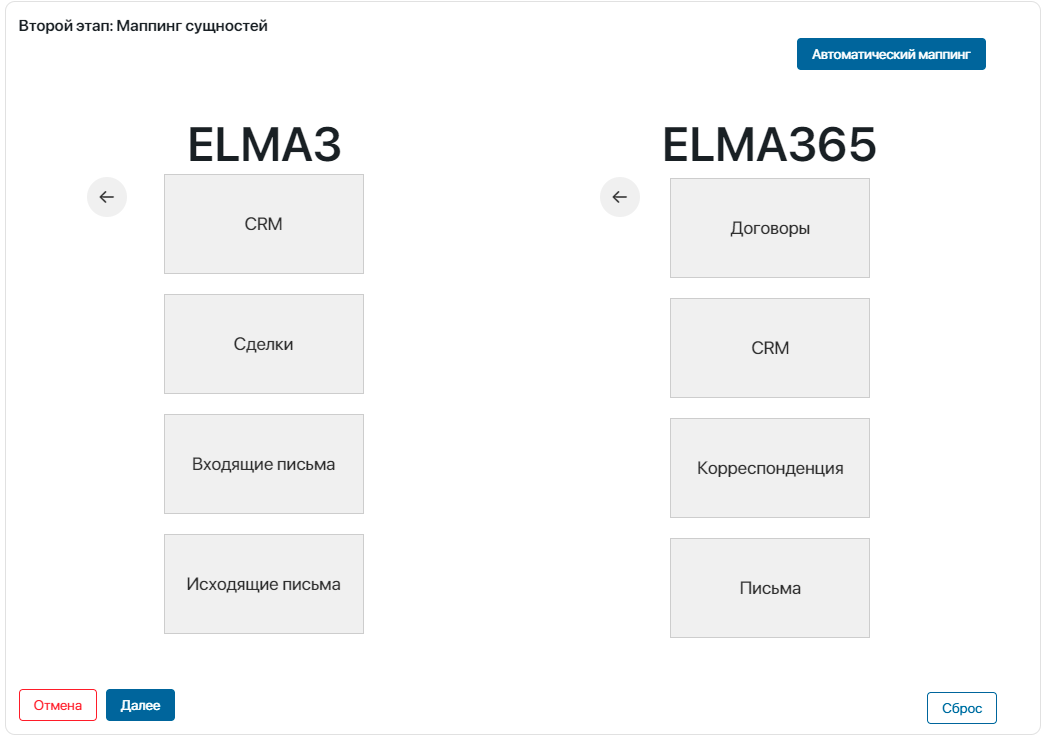 Второй этап: Маппинг сущностей
Автоматический маппинг
ELMA3
CRM
Сделки
Входящие письма
Исходящие письма
ELMA365
Договоры
CRM
Корреспонденция
Письма
Отмена
Далее
Сброс